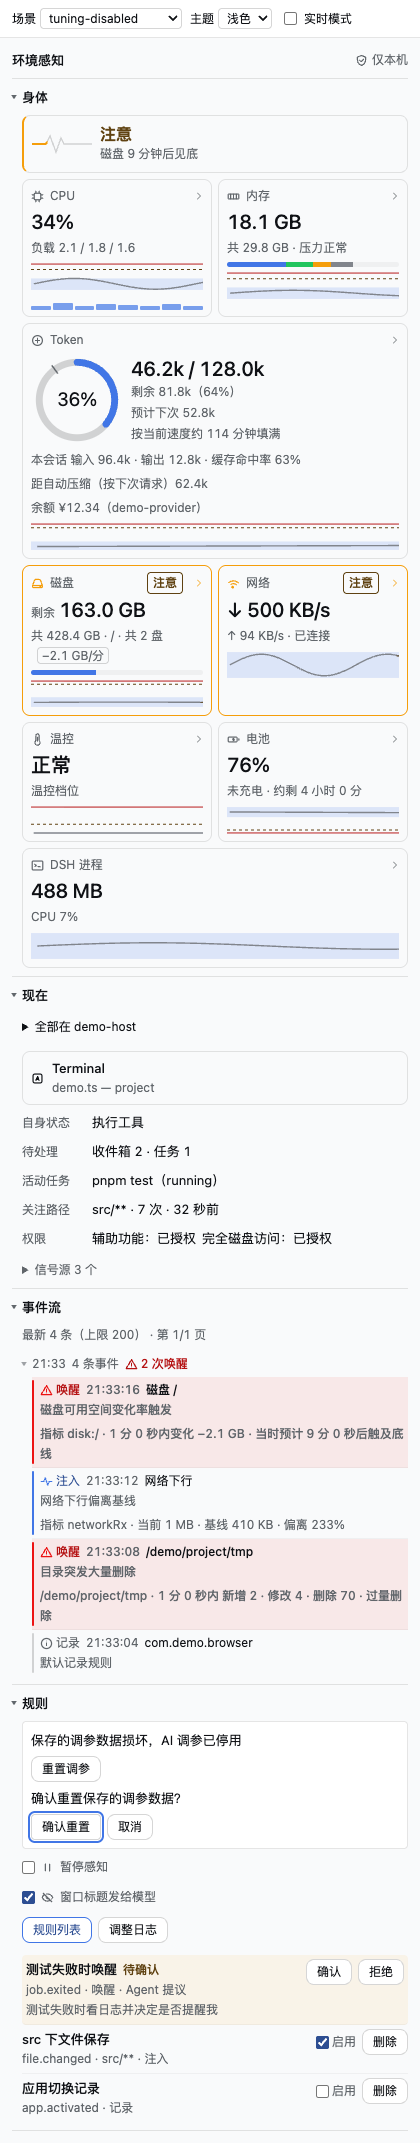 场景 tuning-disabled 主题 浅色 实时模式
环境感知 仅本机
身体
注意
磁盘 9 分钟后见底
CPU
34%
负载 2.1 / 1.8 / 1.6
内存
18.1 GB
共 29.8 GB · 压力正常
Token
36%
46.2k / 128.0k
剩余 81.8k（64%）
预计下次 52.8k
按当前速度约 114 分钟填满
本会话 输入 96.4k · 输出 12.8k · 缓存命中率 63%
距自动压缩（按下次请求）62.4k
余额 ¥12.34（demo-provider）
磁盘 注意
剩余 163.0 GB
共 428.4 GB · / · 共 2 盘
−2.1 GB/分
网络 注意
↓ 500 KB/s
↑ 94 KB/s · 已连接
温控
正常
温控档位
电池
76%
未充电 · 约剩 4 小时 0 分
DSH 进程
488 MB
CPU 7%
现在
全部在 demo-host
Terminal
demo.ts — project
自身状态 执行工具
待处理 收件箱 2 · 任务 1
活动任务 pnpm test（running）
关注路径 src/** · 7 次 · 32 秒前
权限 辅助功能：已授权 完全磁盘访问：已授权
信号源 3 个
事件流
最新 4 条（上限 200） · 第 1/1 页
21:33 4 条事件 2 次唤醒
唤醒 21:33:16 磁盘 /
磁盘可用空间变化率触发
指标 disk:/ · 1 分 0 秒内变化 −2.1 GB · 当时预计 9 分 0 秒后触及底
线
注入 21:33:12 网络下行
网络下行偏离基线
指标 networkRx · 当前 1 MB · 基线 410 KB · 偏离 233%
唤醒 21:33:08 /demo/project/tmp
目录突发大量删除
/demo/project/tmp · 1 分 0 秒内 新增 2 · 修改 4 · 删除 70 · 过量删
除
记录 21:33:04 com.demo.browser
默认记录规则
规则
保存的调参数据损坏，AI 调参已停用
重置调参
确认重置保存的调参数据?
确认重置 取消
暂停感知
窗口标题发给模型
规则列表 调整日志
测试失败时唤醒 待确认 确认 拒绝
job.exited · 唤醒 · Agent 提议
测试失败时看日志并决定是否提醒我
src 下文件保存 启用 删除
file.changed · src/** · 注入
应用切换记录 启用 删除
app.activated · 记录